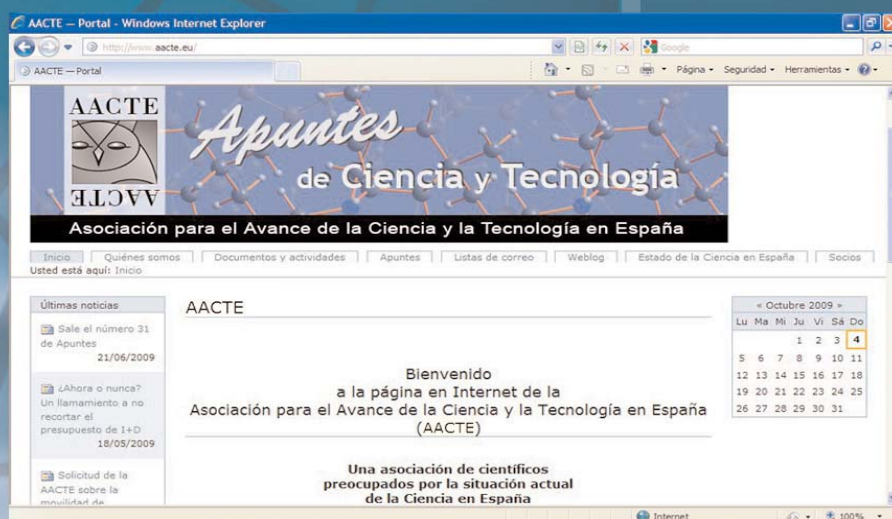 AACTE — Portal - Windows Internet Explorer
http://www.aacte.eu/
Google
AACTE — Portal
Página
Seguridad
Herramientas
AACTE
AACTE
Apuntes
de Ciencia y Tecnología
Asociación para el Avance de la Ciencia y la Tecnología en España
Inicio
Quiénes somos
Documentos y actividades
Apuntes
Listas de correo
Weblog
Estado de la Ciencia en España
Socios
Usted está aquí: Inicio
Últimas noticias
Sale el número 31
de Apuntes
21/06/2009
¿Ahora o nunca?
Un llamamiento a no
recortar el
presupuesto de I+D
18/05/2009
Solicitud de la
AACTE sobre la
movilidad de
AACTE
Bienvenido
a la página en Internet de la
Asociación para el Avance de la Ciencia y la Tecnología en España
(AACTE)
Una asociación de científicos
preocupados por la situación actual
de la Ciencia en España
« Octubre 2009 »
Lu Ma Mi Ju Vi Sá Do
1 2 3 4
5 6 7 8 9 10 11
12 13 14 15 16 17 18
19 20 21 22 23 24 25
26 27 28 29 30 31
Internet
100%